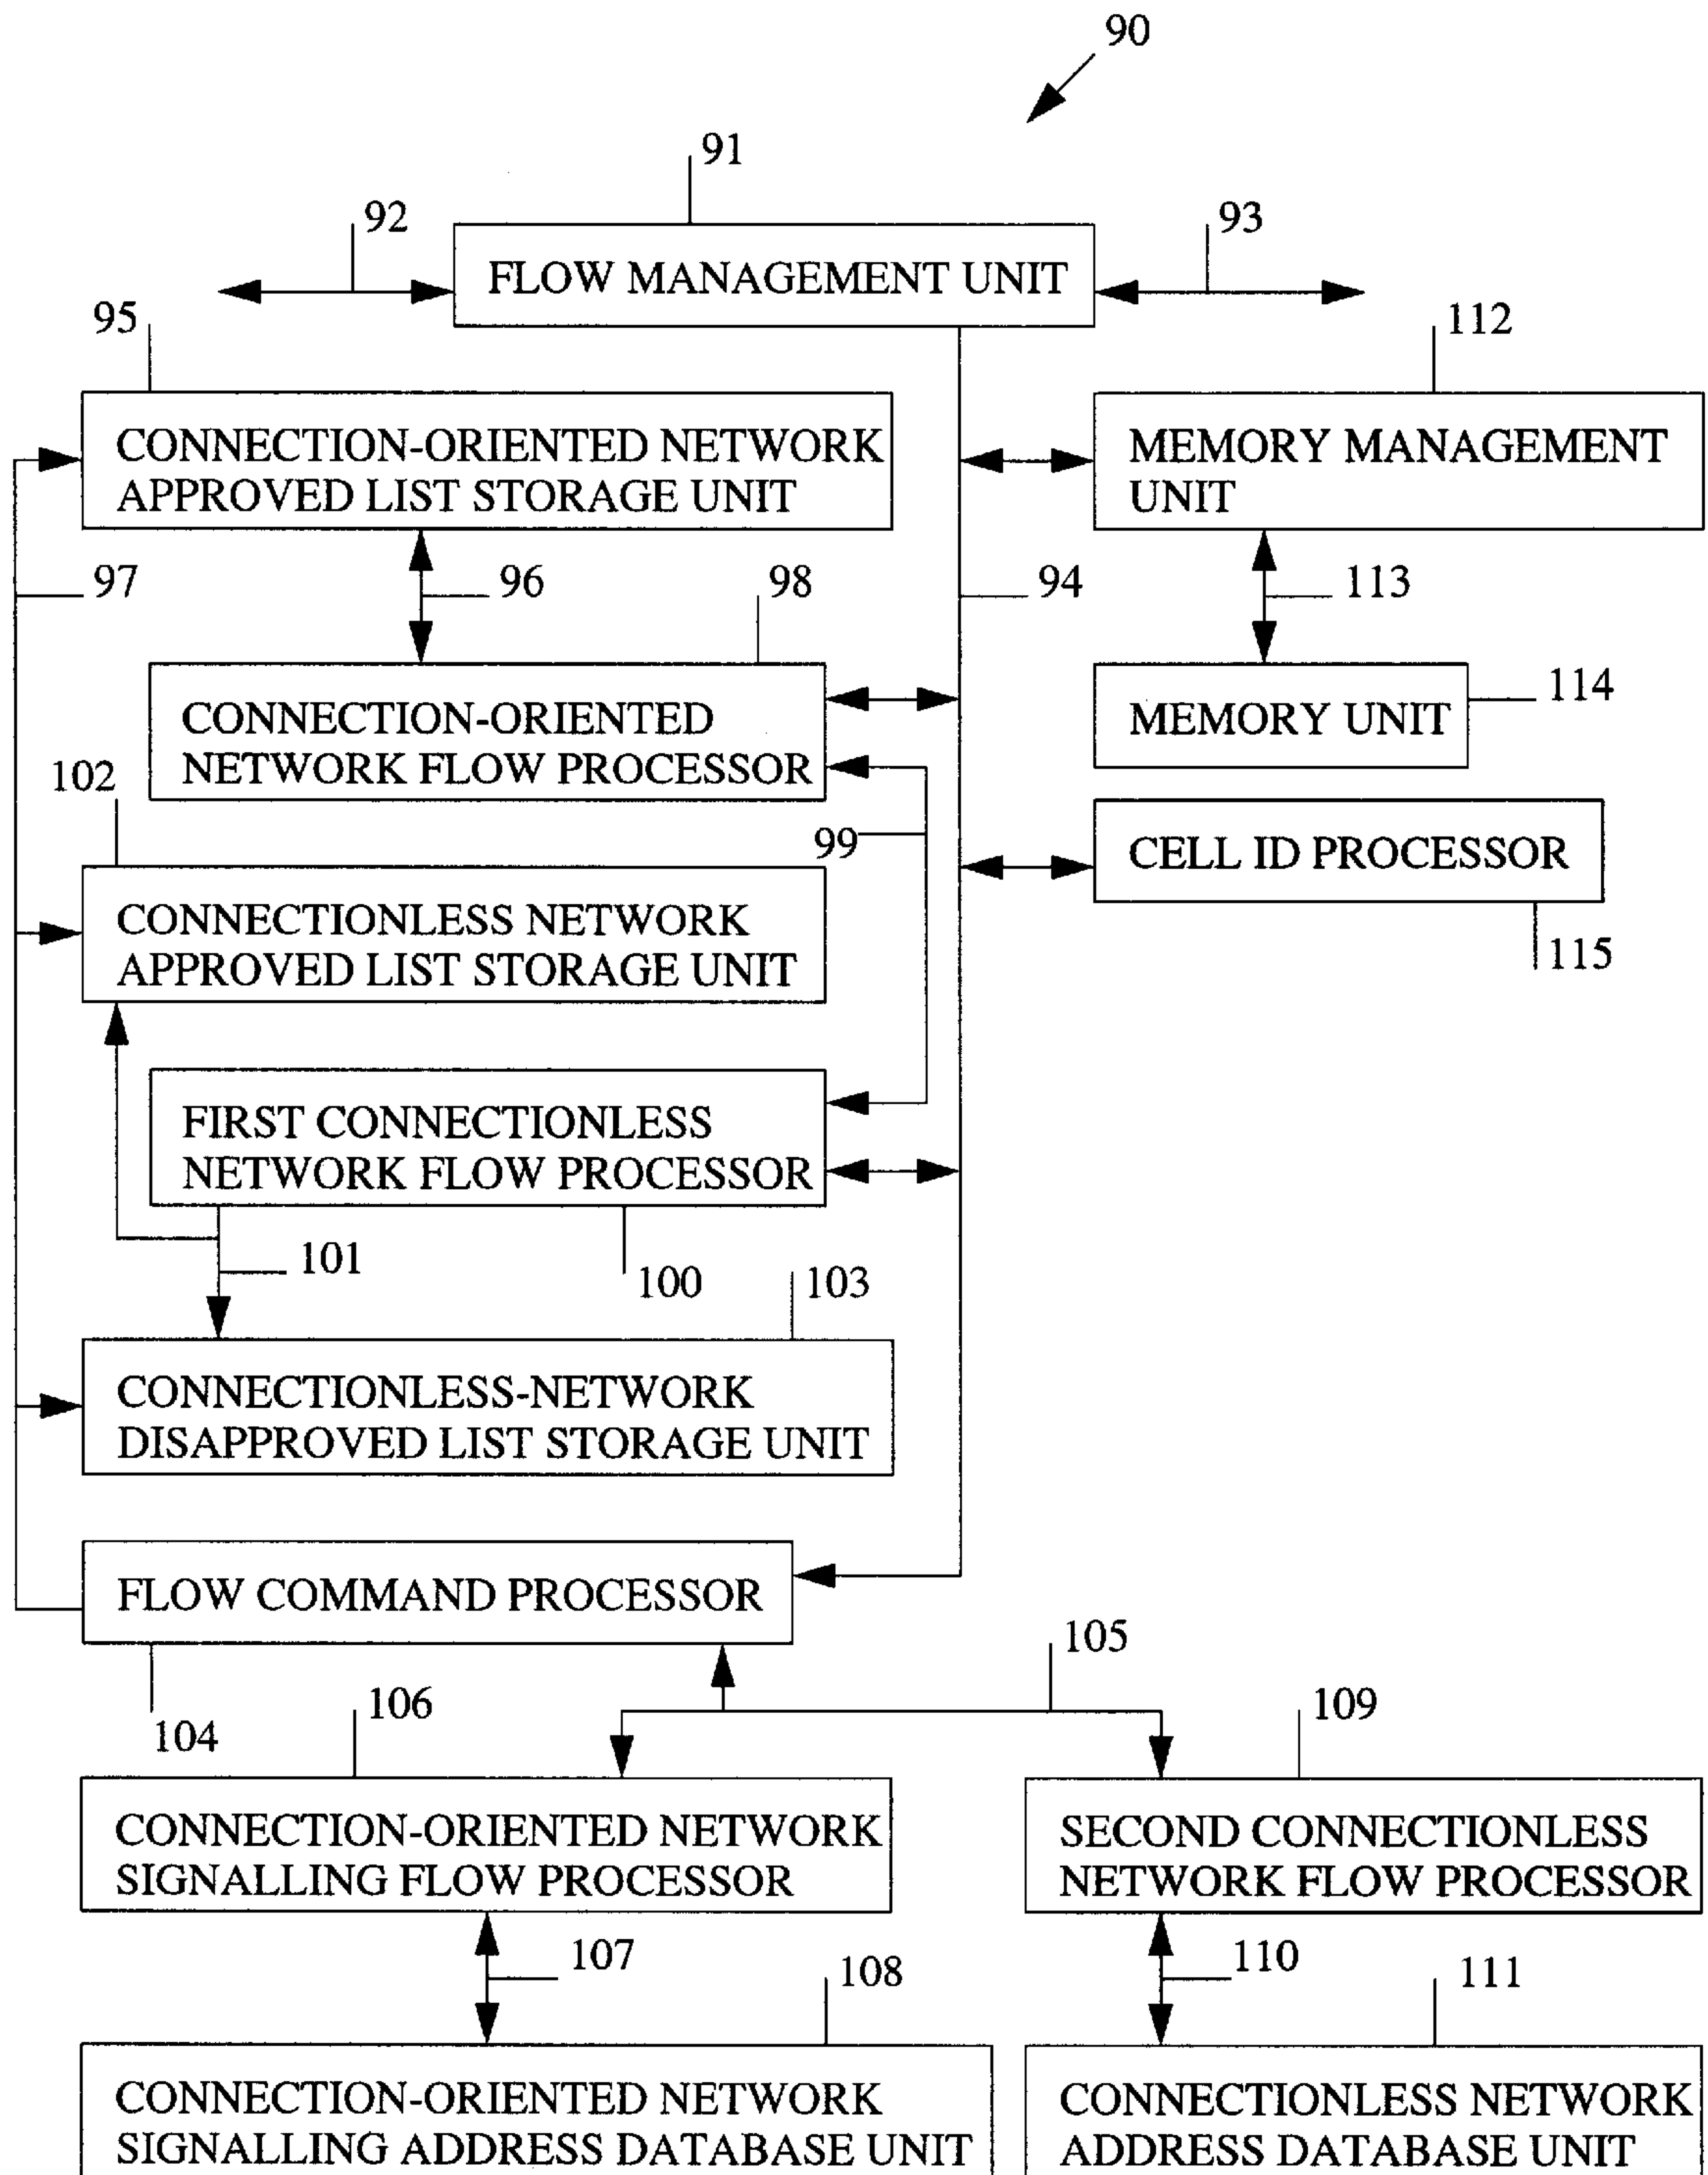 90
91
92
FLOW MANAGEMENT UNIT
93
95
112
CONNECTION-ORIENTED NETWORK
APPROVED LIST STORAGE UNIT
MEMORY MANAGEMENT
UNIT
97
96
98
94
113
CONNECTION-ORIENTED
NETWORK FLOW PROCESSOR
MEMORY UNIT
114
102
99
CELL ID PROCESSOR
115
CONNECTIONLESS NETWORK
APPROVED LIST STORAGE UNIT
FIRST CONNECTIONLESS
NETWORK FLOW PROCESSOR
101
100
103
CONNECTIONLESS-NETWORK
DISAPPROVED LIST STORAGE UNIT
FLOW COMMAND PROCESSOR
105
104
106
109
CONNECTION-ORIENTED NETWORK
SIGNALLING FLOW PROCESSOR
SECOND CONNECTIONLESS
NETWORK FLOW PROCESSOR
107
108
110
111
CONNECTION-ORIENTED NETWORK
SIGNALLING ADDRESS DATABASE UNIT
CONNECTIONLESS NETWORK
ADDRESS DATABASE UNIT